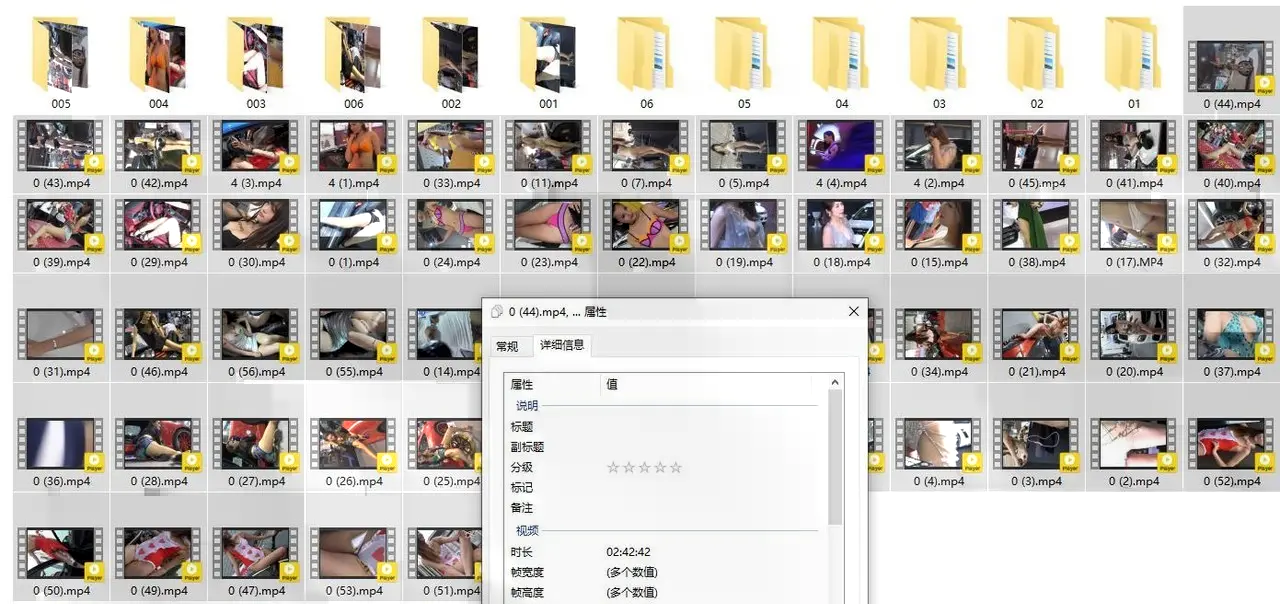 005 004 003 006 002 001 06 05 04 03 02 01 0 (44).mp4
0 (43).mp4 0 (42).mp4 4 (3).mp4 4 (1).mp4 0 (33).mp4 0 (11).mp4 0 (7).mp4 0 (5).mp4 4 (4).mp4 4 (2).mp4 0 (45).mp4 0 (41).mp4 0 (40).mp4
0 (39).mp4 0 (29).mp4 0 (30).mp4 0 (1).mp4 0 (24).mp4 0 (23).mp4 0 (22).mp4 0 (19).mp4 0 (18).mp4 0 (15).mp4 0 (38).mp4 0 (17).MP4 0 (32).mp4
0 (31).mp4 0 (46).mp4 0 (56).mp4 0 (55).mp4 0 (14).mp4 0 (34).mp4 0 (21).mp4 0 (20).mp4 0 (37).mp4
0 (36).mp4 0 (28).mp4 0 (27).mp4 0 (26).mp4 0 (25).mp4 0 (4).mp4 0 (3).mp4 0 (2).mp4 0 (52).mp4
0 (50).mp4 0 (49).mp4 0 (47).mp4 0 (53).mp4 0 (51).mp4
0 (44).mp4, ... 属性
常规 详细信息
属性 值
说明
标题
副标题
分级 ☆☆☆☆☆
标记
备注
视频
时长 02:42:42
帧宽度 (多个数值)
帧高度 (多个数值)